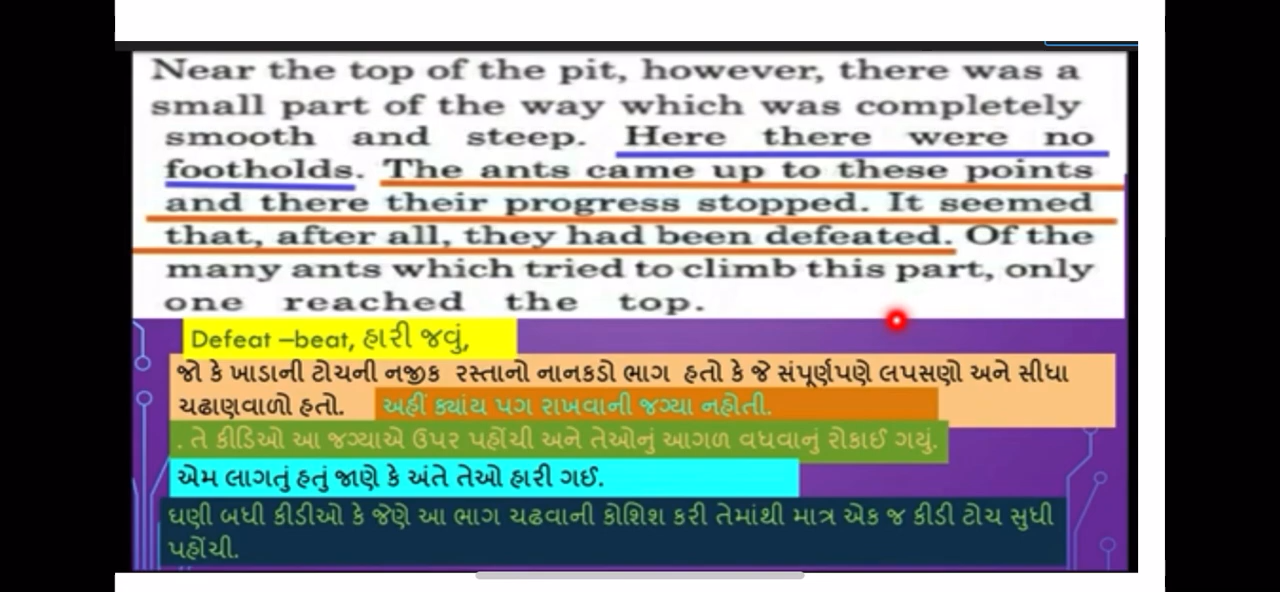 Near the top of the pit, however, there was a
small part of the way which was completely
smooth and steep. Here there were no
footholds. The ants came up to these points
and there their progress stopped. It seemed
that, after all, they had been defeated. Of the
many ants which tried to climb this part, only
one reached the top.
Defeat –beat, હારી જવું,
જો કે ખાડાની ટોચની નજીક રસ્તાનો નાનકડો ભાગ હતો કે જે સંપૂર્ણપણે લપસણો અને સીધા
ચઢાણવાળો હતો. અહીં ક્યાંય પગ રાખવાની જગ્યા નહોતી.
. તે કીડિઓ આ જગ્યાએ ઉપર પહોંચી અને તેઓનું આગળ વધવાનું રોકાઈ ગયું.
એમ લાગતું હતું જાણે કે અંતે તેઓ હારી ગઈ.
ઘણી બધી કીડીઓ કે જેણે આ ભાગ ચઢવાની કોશિશ કરી તેમાંથી માત્ર એક જ કીડી ટોચ સુધી
પહોંચી.